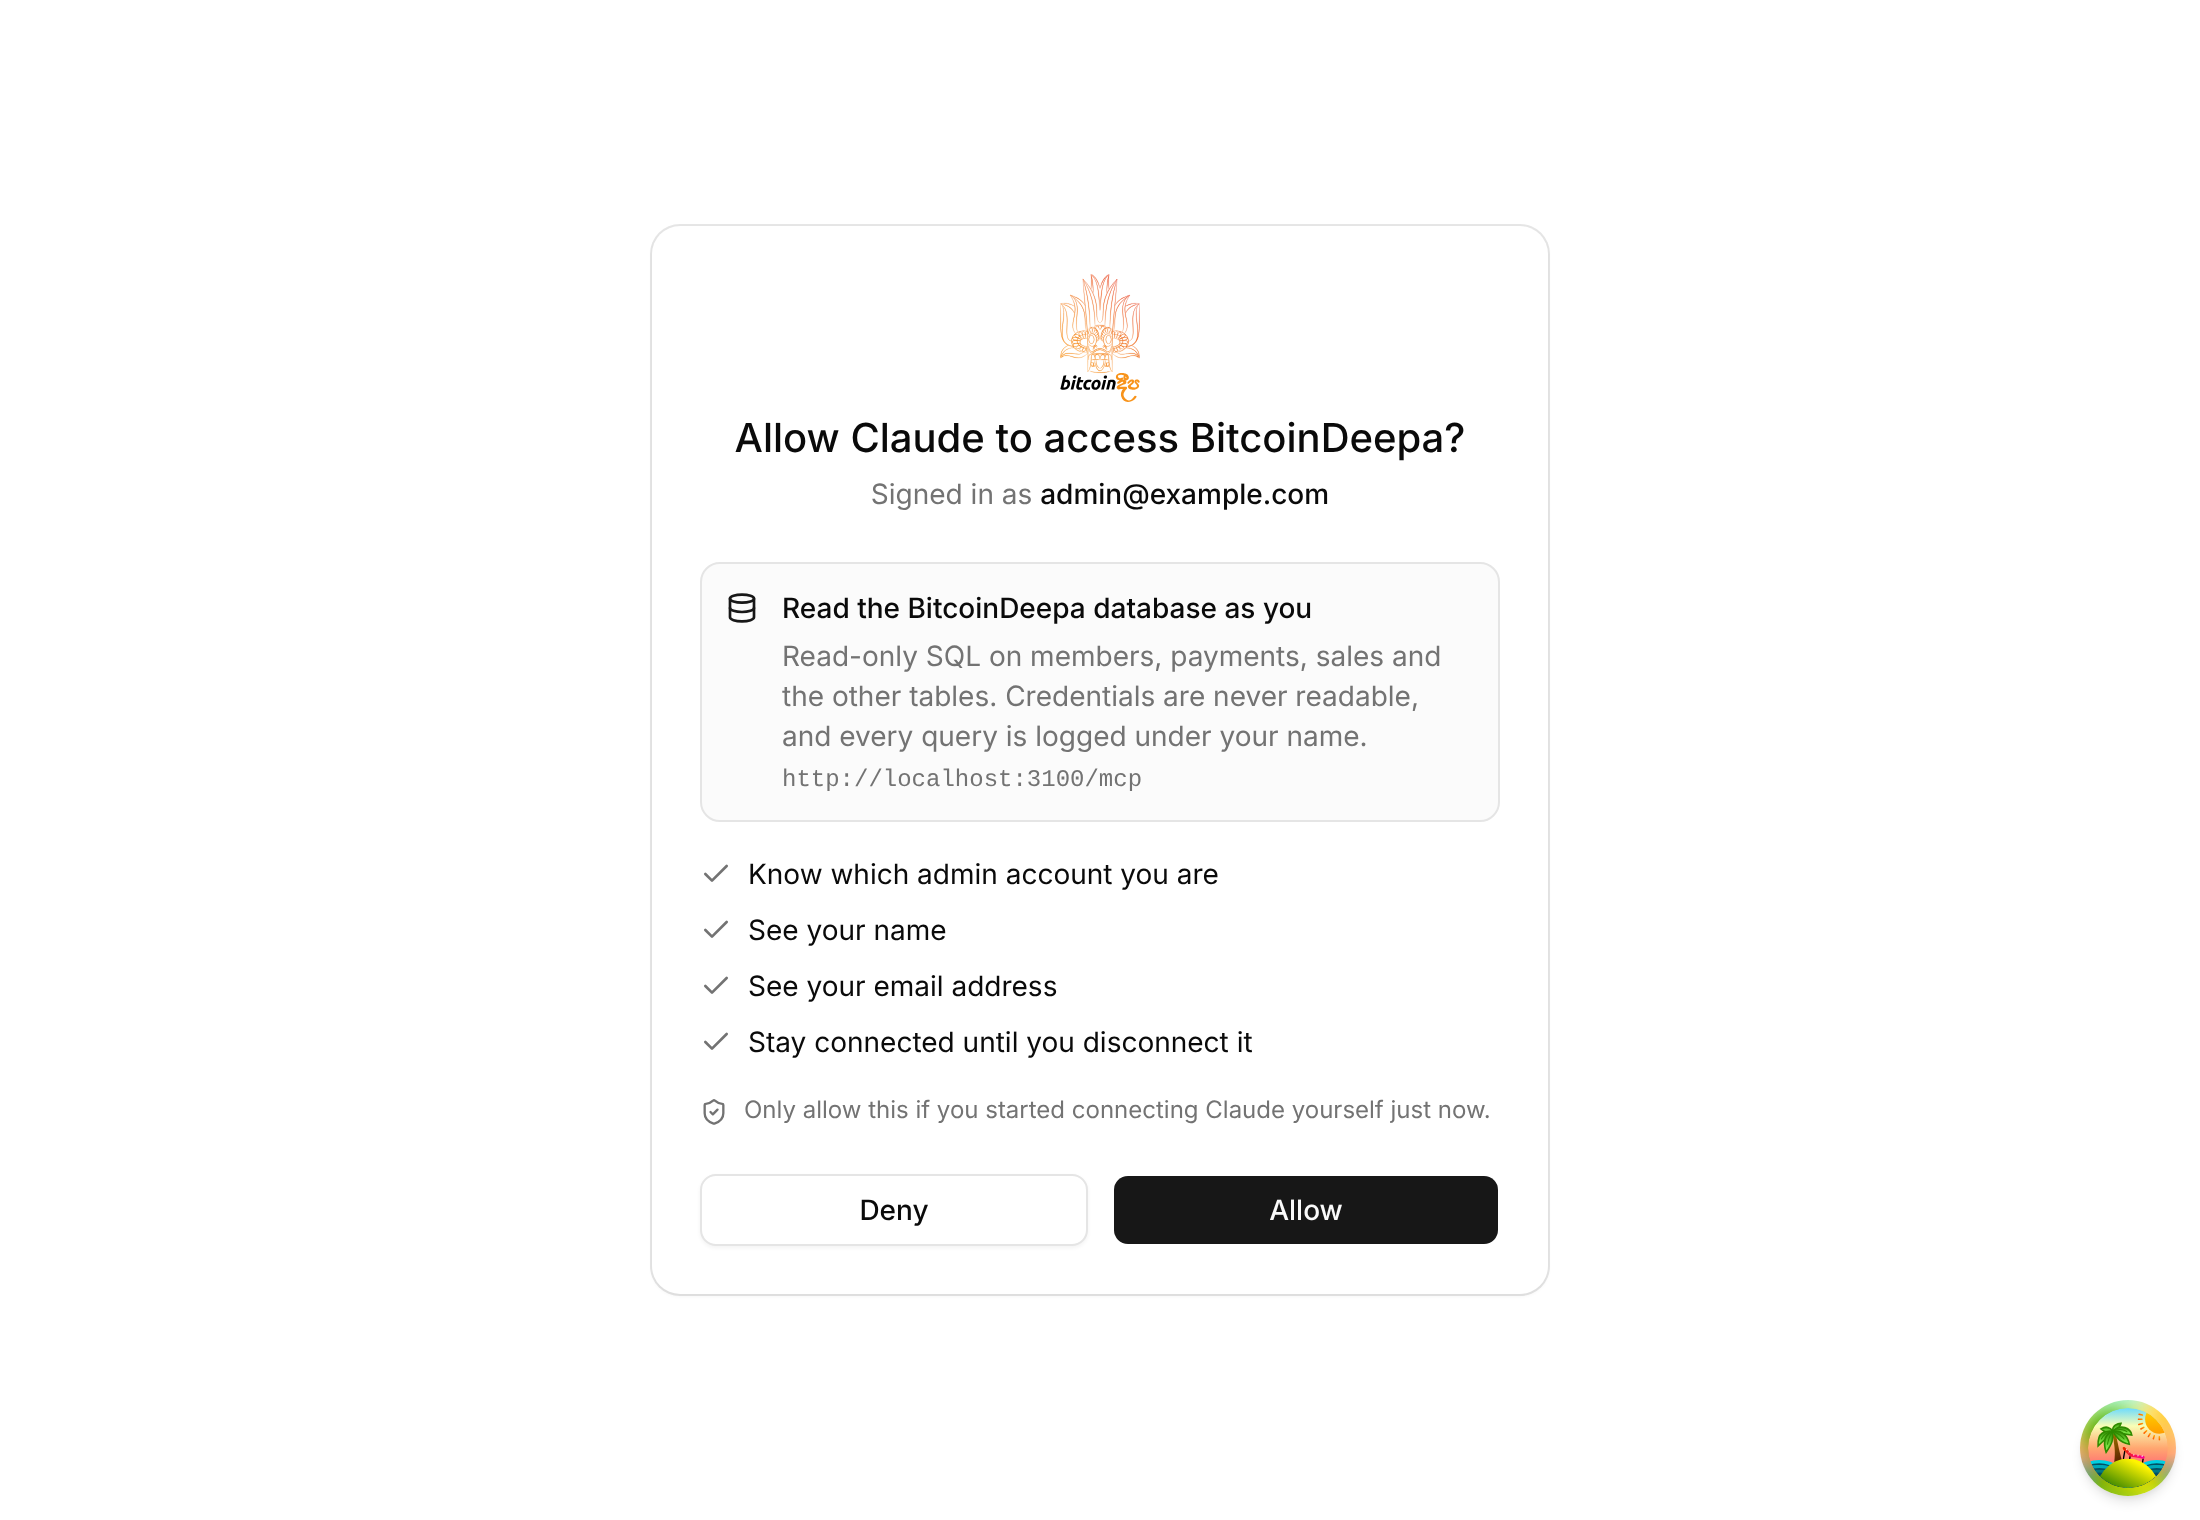 bitcoinදීප
Allow Claude to access BitcoinDeepa?
Signed in as admin@example.com
Read the BitcoinDeepa database as you
Read-only SQL on members, payments, sales and
the other tables. Credentials are never readable,
and every query is logged under your name.
http://localhost:3100/mcp
Know which admin account you are
See your name
See your email address
Stay connected until you disconnect it
Only allow this if you started connecting Claude yourself just now.
Deny
Allow